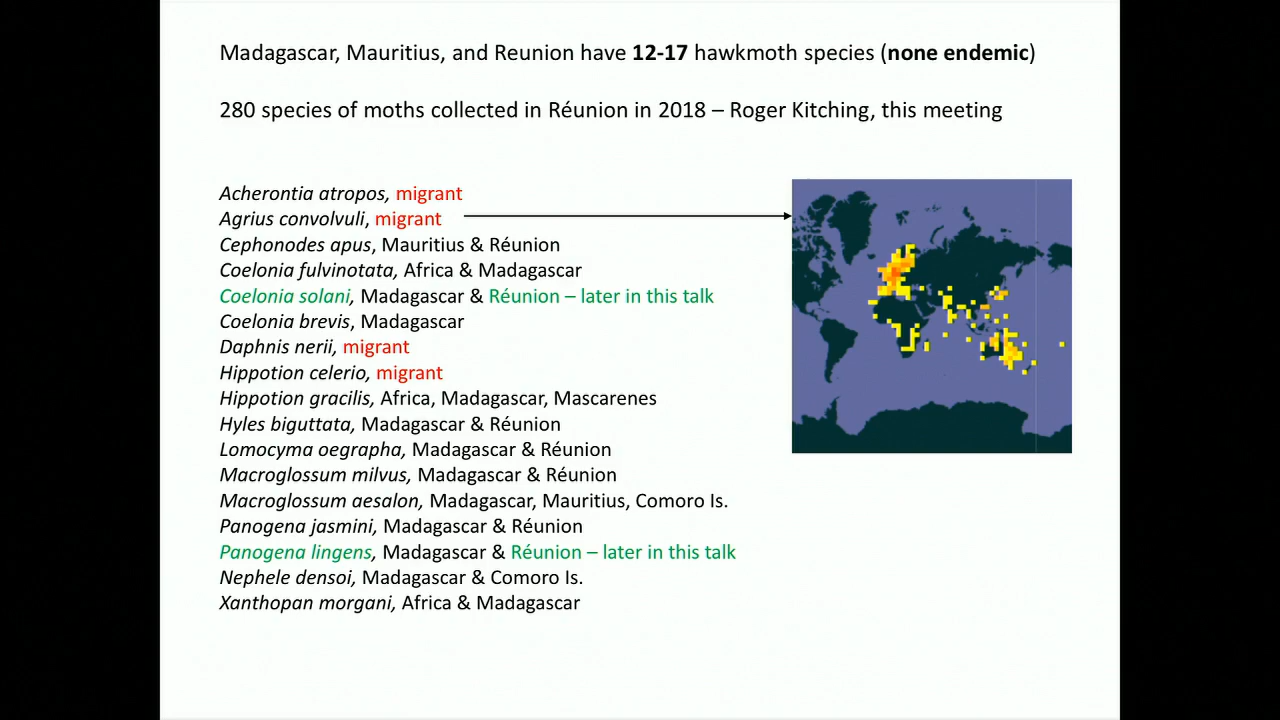 Madagascar, Mauritius, and Reunion have 12-17 hawkmoth species (none endemic)
280 species of moths collected in Réunion in 2018 – Roger Kitching, this meeting
Acherontia atropos, migrant
Agrius convolvuli, migrant
Cephonodes apus, Mauritius & Réunion
Coelonia fulvinotata, Africa & Madagascar
Coelonia solani, Madagascar & Réunion – later in this talk
Coelonia brevis, Madagascar
Daphnis nerii, migrant
Hippotion celerio, migrant
Hippotion gracilis, Africa, Madagascar, Mascarenes
Hyles biguttata, Madagascar & Réunion
Lomocyma oegrapha, Madagascar & Réunion
Macroglossum milvus, Madagascar & Réunion
Macroglossum aesalon, Madagascar, Mauritius, Comoro Is.
Panogena jasmini, Madagascar & Réunion
Panogena lingens, Madagascar & Réunion – later in this talk
Nephele densoi, Madagascar & Comoro Is.
Xanthopan morgani, Africa & Madagascar